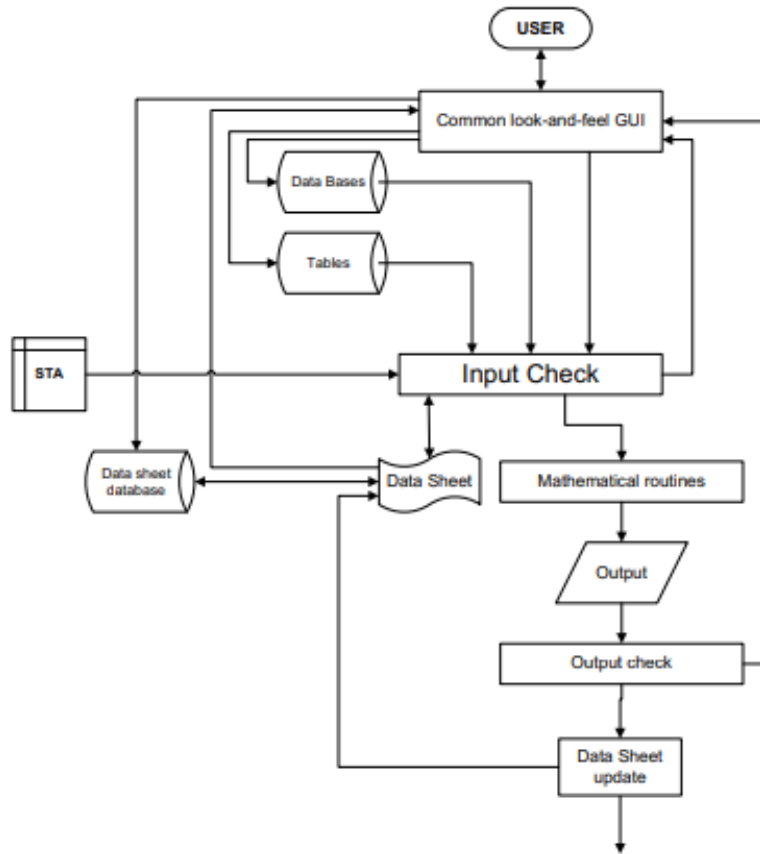 USER
Common look-and-feel GUI
Data Bases
Tables
STA
Input Check
Data sheet
database
Data Sheet
Mathematical routines
Output
Output check
Data Sheet
update